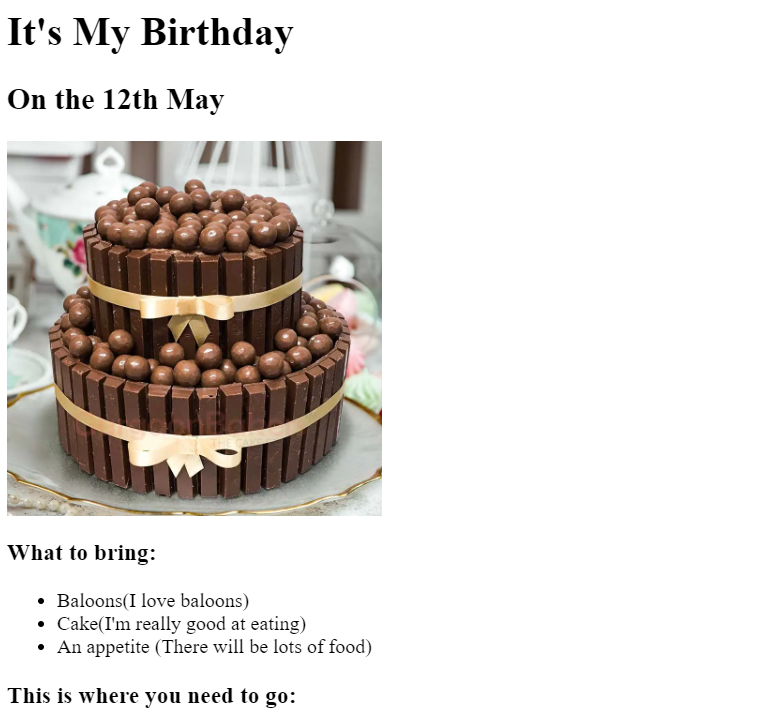 It's My Birthday
On the 12th May
What to bring:
Baloons(I love baloons)
Cake(I'm really good at eating)
An appetite (There will be lots of food)
This is where you need to go: